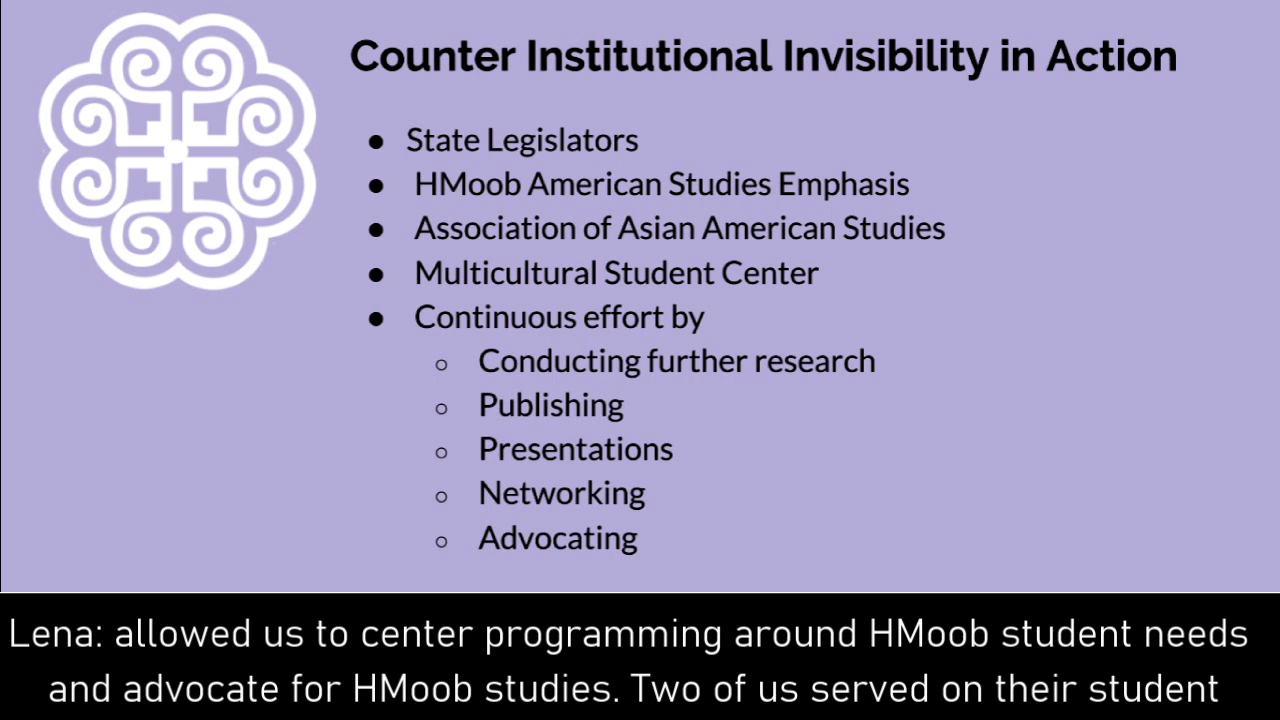 Counter Institutional Invisibility in Action
● State Legislators
● HMoob American Studies Emphasis
● Association of Asian American Studies
● Multicultural Student Center
● Continuous effort by
○ Conducting further research
○ Publishing
○ Presentations
○ Networking
○ Advocating
Lena: allowed us to center programming around HMoob student needs
and advocate for HMoob studies. Two of us served on their student